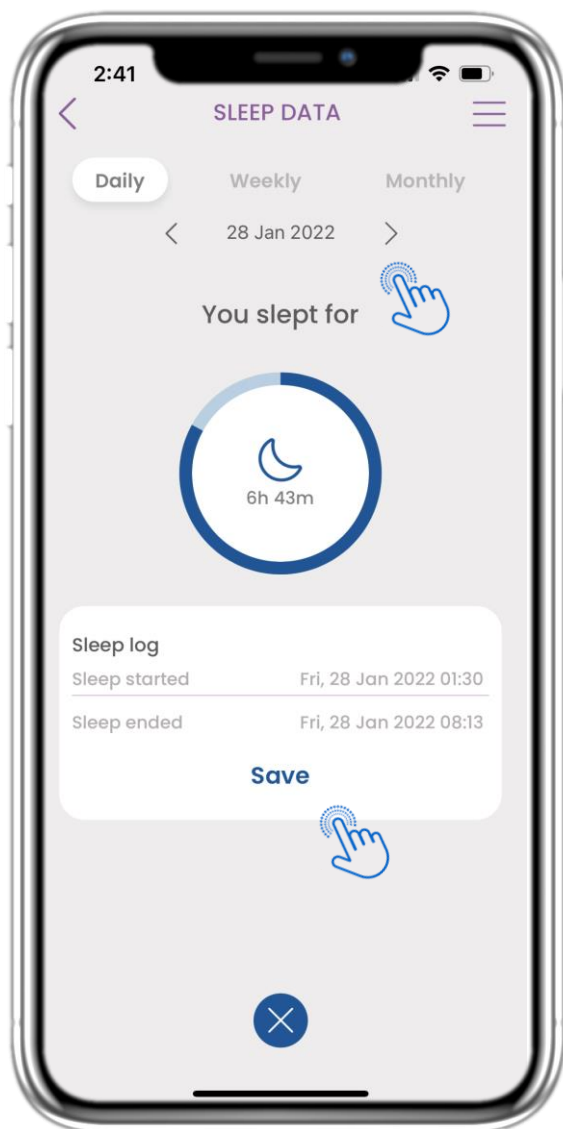 2:41
SLEEP DATA
Daily Weekly Monthly
28 Jan 2022
You slept for
6h 43m
Sleep log
Sleep started Fri, 28 Jan 2022 01:30
Sleep ended Fri, 28 Jan 2022 08:13
Save